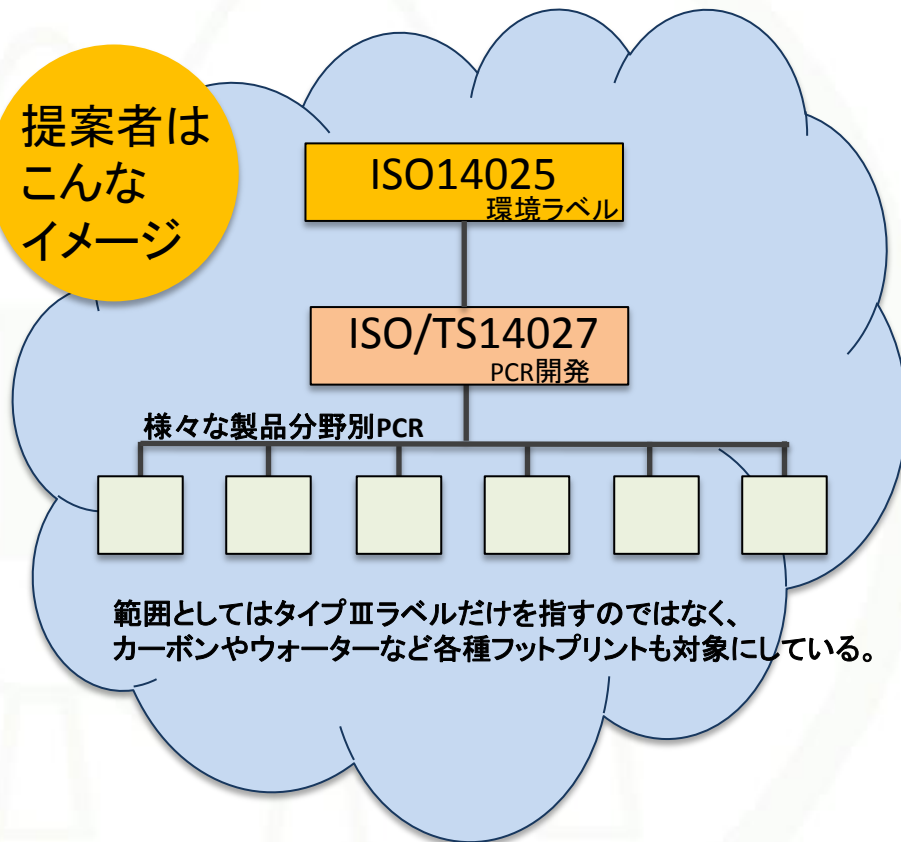 提案者は
こんな
イメージ
ISO14025
環境ラベル
ISO/TS14027
PCR開発
様々な製品分野別PCR
範囲としてはタイプⅢラベルだけを指すのではなく、
カーボンやウォーターなど各種フットプリントも対象にしている。